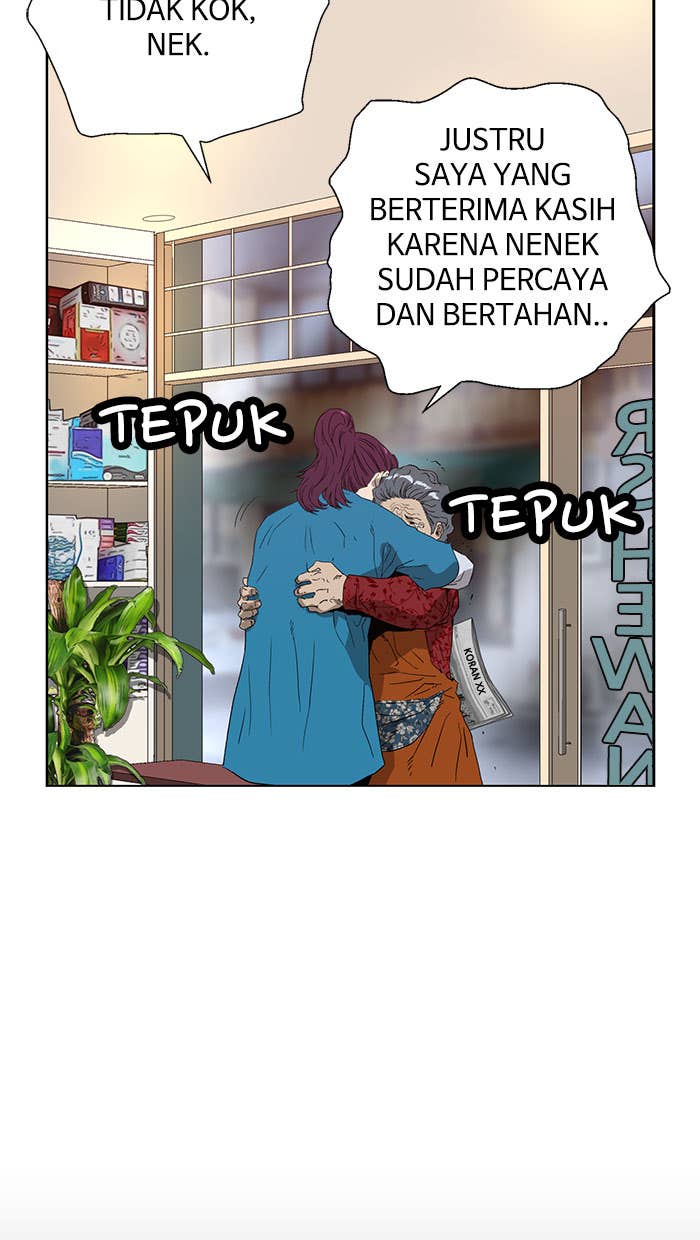 TIDAK KOK,
NEK.
JUSTRU
SAYA YANG
BERTERIMA KASIH
KARENA NENEK
SUDAH PERCAYA
DAN BERTAHAN..
TEPUK
TEPUK
KORAN XX